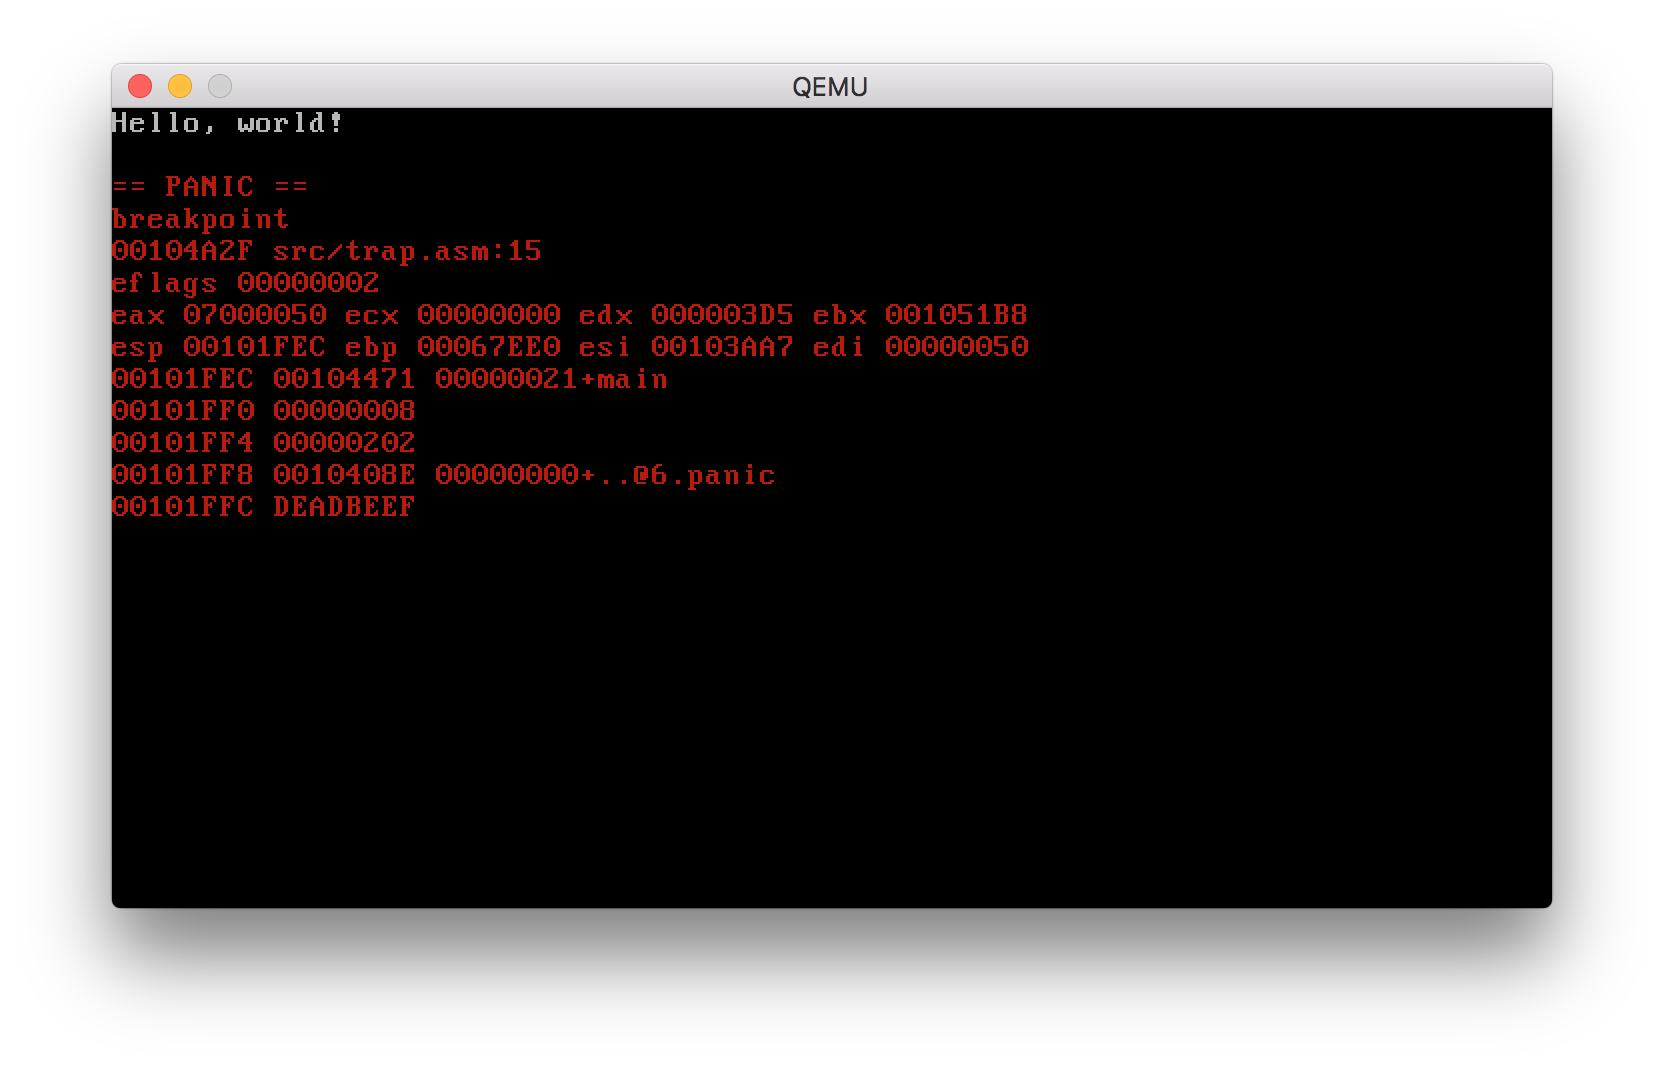 QEMU
Hello, world!
== PANIC ==
breakpoint
00104A2F src/trap.asm:15
eflags 00000002
eax 07000050 ecx 00000000 edx 000003D5 ebx 001051B8
esp 00101FEC ebp 00067EE0 esi 00103AA7 edi 00000050
00101FEC 00104471 00000021+main
00101FF0 00000008
00101FF4 00000202
00101FF8 0010408E 00000000+..@6.panic
00101FFC DEADBEEF